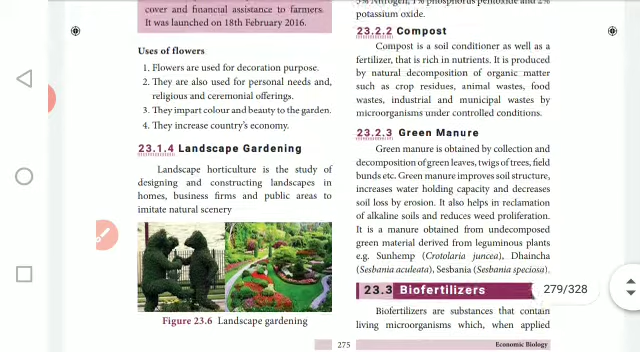 cover and financial assistance to farmers.
It was launched on 18th February 2016.
Uses of flowers
1. Flowers are used for decoration purpose.
2. They are also used for personal needs and,
religious and ceremonial offerings.
3. They impart colour and beauty to the garden.
4. They increase country's economy.
23.1.4 Landscape Gardening
Landscape horticulture is the study of
designing and constructing landscapes in
homes, business firms and public areas to
imitate natural scenery
Figure 23.6 Landscape gardening
5% Nitrogen, 1% phosphorus pentoxide and 2%
potassium oxide.
23.2.2 Compost
Compost is a soil conditioner as well as a
fertilizer, that is rich in nutrients. It is produced
by natural decomposition of organic matter
such as crop residues, animal wastes, food
wastes, industrial and municipal wastes by
microorganisms under controlled conditions.
23.2.3 Green Manure
Green manure is obtained by collection and
decomposition of green leaves, twigs of trees, field
bunds etc. Green manure improves soil structure,
increases water holding capacity and decreases
soil loss by erosion. It also helps in reclamation
of alkaline soils and reduces weed proliferation.
It is a manure obtained from undecomposed
green material derived from leguminous plants
e.g. Sunhemp (Crotolaria juncea), Dhaincha
(Sesbania aculeata), Sesbania (Sesbania speciosa).
23.3 Biofertilizers
279/328
Biofertilizers are substances that contain
living microorganisms which, when applied
275
Economic Biology